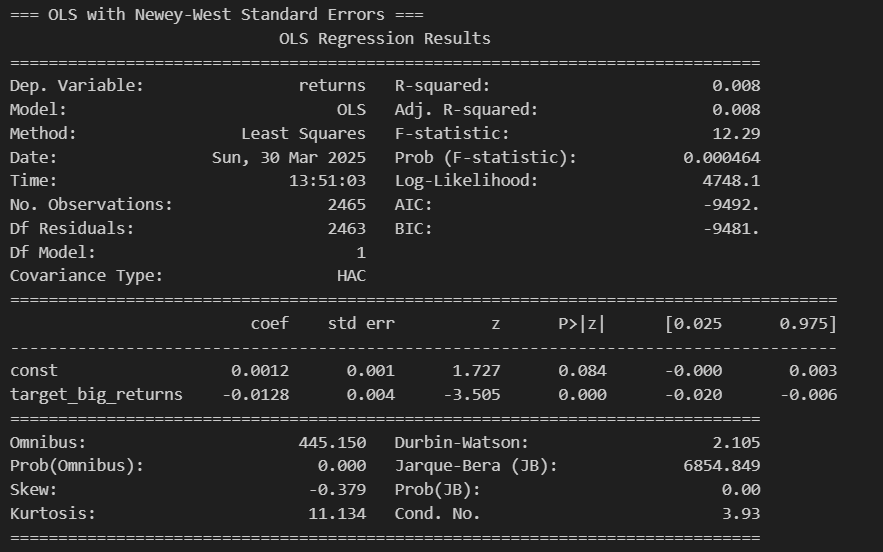 === OLS with Newey-West Standard Errors ===
                            OLS Regression Results
==============================================================================
Dep. Variable:                returns   R-squared:                       0.008
Model:                            OLS   Adj. R-squared:                  0.008
Method:                 Least Squares   F-statistic:                     12.29
Date:                Sun, 30 Mar 2025   Prob (F-statistic):           0.000464
Time:                        13:51:03   Log-Likelihood:                 4748.1
No. Observations:                2465   AIC:                            -9492.
Df Residuals:                    2463   BIC:                            -9481.
Df Model:                           1
Covariance Type:                  HAC
======================================================================================
                         coef    std err          z      P>|z|      [0.025      0.975]
--------------------------------------------------------------------------------------
const                  0.0012      0.001      1.727      0.084      -0.000       0.003
target_big_returns    -0.0128      0.004     -3.505      0.000      -0.020      -0.006
==============================================================================
Omnibus:                      445.150   Durbin-Watson:                   2.105
Prob(Omnibus):                  0.000   Jarque-Bera (JB):             6854.849
Skew:                          -0.379   Prob(JB):                         0.00
Kurtosis:                      11.134   Cond. No.                         3.93
==============================================================================